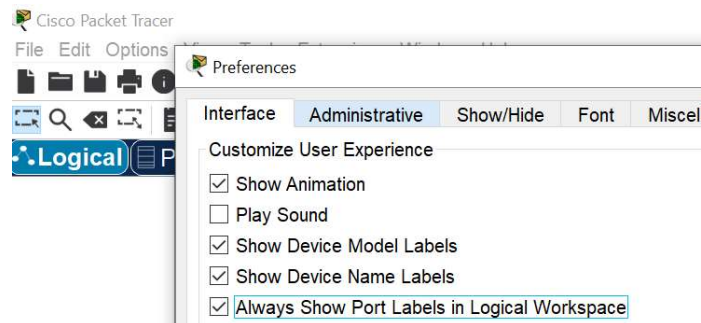 Cisco Packet Tracer
File Edit Options
Preferences
Interface Administrative Show/Hide Font Miscel
Logical P
Customize User Experience
Show Animation
Play Sound
Show Device Model Labels
Show Device Name Labels
Always Show Port Labels in Logical Workspace